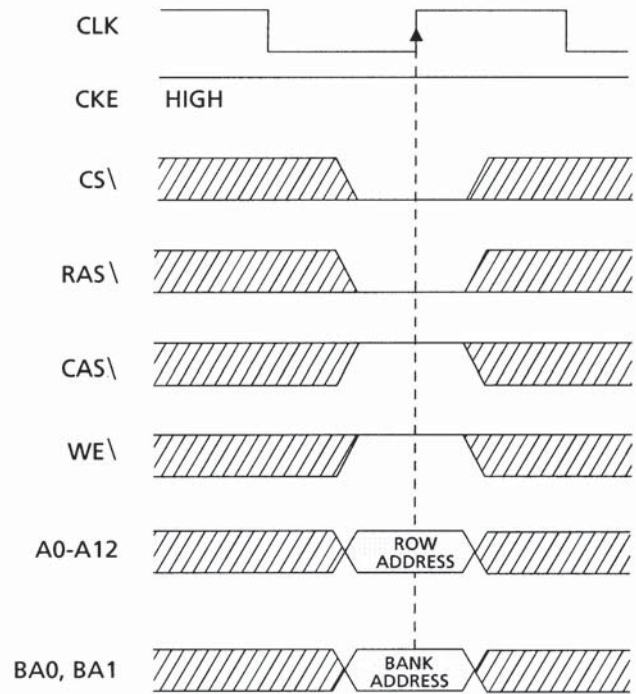 CLK
CKE HIGH
CS\
RAS\
CAS\
WE\
A0-A12 ROW
ADDRESS
BA0, BA1 BANK
ADDRESS